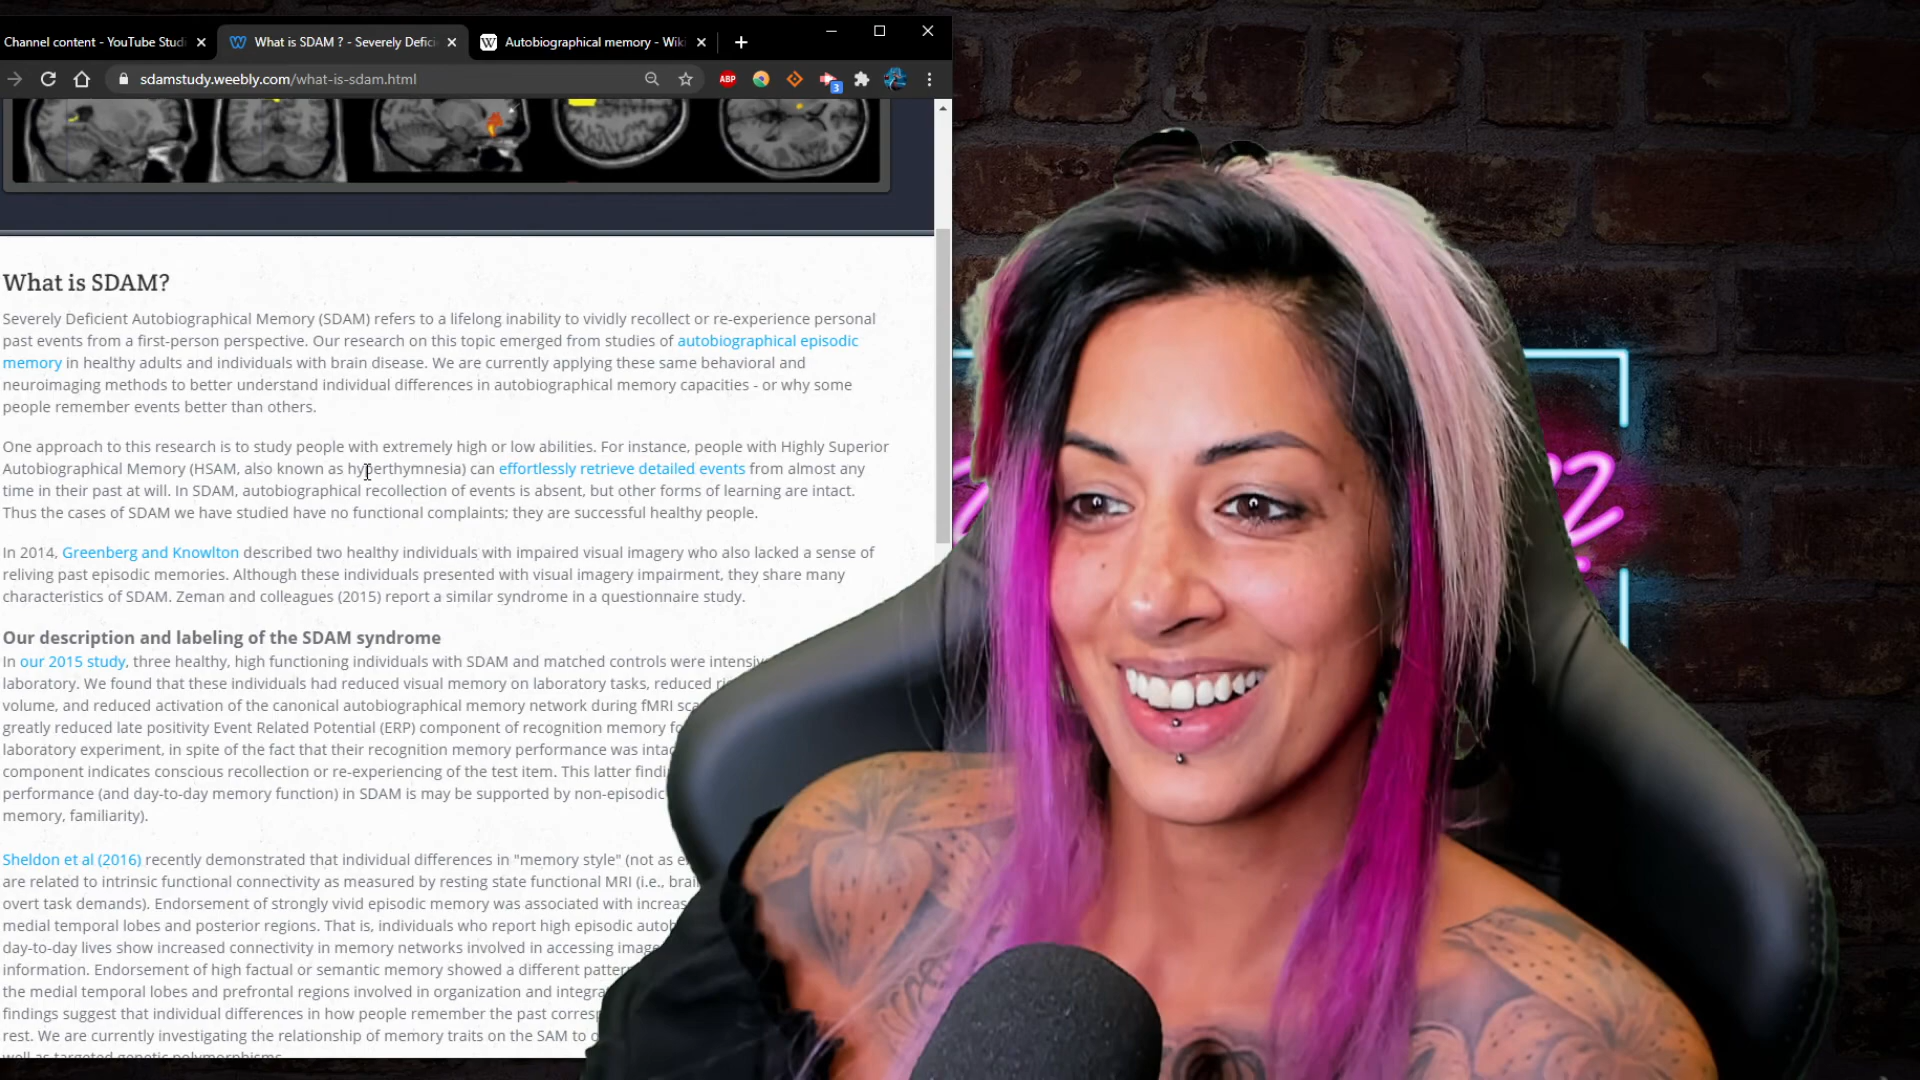 Channel content - YouTube Stud
What is SDAM ? - Severely Defici
W Autobiographical memory - Wik
sdamstudy.weebly.com/what-is-sdam.html
ABP
3
What is SDAM?
Severely Deficient Autobiographical Memory (SDAM) refers to a lifelong inability to vividly recollect or re-experience personal
past events from a first-person perspective. Our research on this topic emerged from studies of autobiographical episodic
memory in healthy adults and individuals with brain disease. We are currently applying these same behavioral and
neuroimaging methods to better understand individual differences in autobiographical memory capacities - or why some
people remember events better than others.
One approach to this research is to study people with extremely high or low abilities. For instance, people with Highly Superior
Autobiographical Memory (HSAM, also known as hyperthymnesia) can effortlessly retrieve detailed events from almost any
time in their past at will. In SDAM, autobiographical recollection of events is absent, but other forms of learning are intact.
Thus the cases of SDAM we have studied have no functional complaints; they are successful healthy people.
In 2014, Greenberg and Knowlton described two healthy individuals with impaired visual imagery who also lacked a sense of
reliving past episodic memories. Although these individuals presented with visual imagery impairment, they share many
characteristics of SDAM. Zeman and colleagues (2015) report a similar syndrome in a questionnaire study.
Our description and labeling of the SDAM syndrome
In our 2015 study, three healthy, high functioning individuals with SDAM and matched controls were intensiv
laboratory. We found that these individuals had reduced visual memory on laboratory tasks, reduced ri
volume, and reduced activation of the canonical autobiographical memory network during fMRI sca
greatly reduced late positivity Event Related Potential (ERP) component of recognition memory fo
laboratory experiment, in spite of the fact that their recognition memory performance was intac
component indicates conscious recollection or re-experiencing of the test item. This latter findi
performance (and day-to-day memory function) in SDAM is may be supported by non-episodic
memory, familiarity).
Sheldon et al (2016) recently demonstrated that individual differences in "memory style" (not as e
are related to intrinsic functional connectivity as measured by resting state functional MRI (i.e., brai
overt task demands). Endorsement of strongly vivid episodic memory was associated with increas
medial temporal lobes and posterior regions. That is, individuals who report high episodic autob
day-to-day lives show increased connectivity in memory networks involved in accessing image
information. Endorsement of high factual or semantic memory showed a different patter
the medial temporal lobes and prefrontal regions involved in organization and integra
findings suggest that individual differences in how people remember the past corresp
rest. We are currently investigating the relationship of memory traits on the SAM to o
well as targeted genetic polymorphisms.